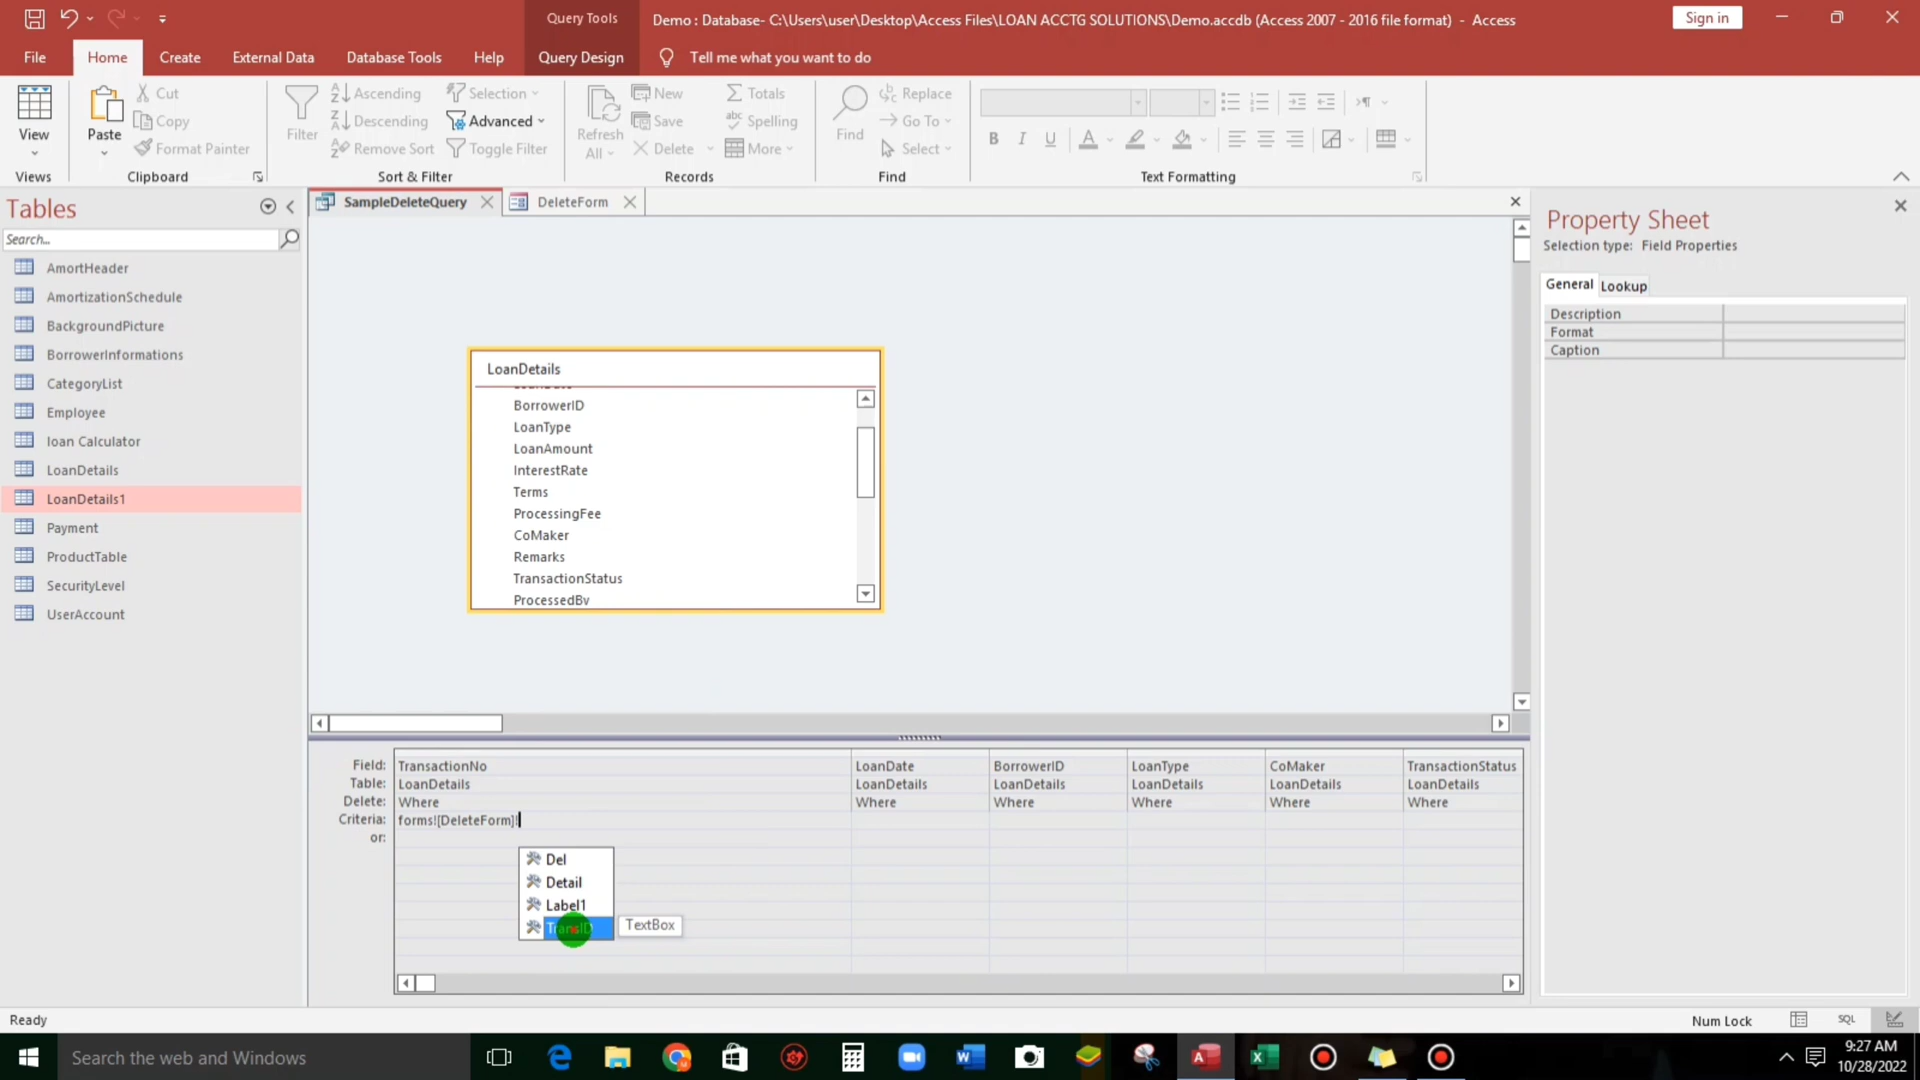 Query Tools
Demo : Database- C:\Users\user\Desktop\Access Files\LOAN ACCTG SOLUTIONS\Demo.accdb (Access 2007 - 2016 file format) - Access
Sign in
File
Home
Create
External Data
Database Tools
Help
Query Design
Tell me what you want to do
View
Views
Paste
Cut
Copy
Format Painter
Clipboard
Filter
Ascending
Descending
Remove Sort
Selection
Advanced
Toggle Filter
Sort & Filter
Refresh
All
New
Save
Delete
Totals
Spelling
More
Records
Find
Replace
Go To
Select
Find
B I U
Text Formatting
Tables
Search...
AmortHeader
AmortizationSchedule
BackgroundPicture
BorrowerInformations
CategoryList
Employee
loan Calculator
LoanDetails
LoanDetails1
Payment
ProductTable
SecurityLevel
UserAccount
SampleDeleteQuery
DeleteForm
LoanDetails
BorrowerID
LoanType
LoanAmount
InterestRate
Terms
ProcessingFee
CoMaker
Remarks
TransactionStatus
ProcessedBy
Field: TransactionNo LoanDate BorrowerID LoanType CoMaker TransactionStatus
Table: LoanDetails LoanDetails LoanDetails LoanDetails LoanDetails LoanDetails
Delete: Where Where Where Where Where Where
Criteria: forms![DeleteForm]!
or:
Del
Detail
Label1
TransID
TextBox
Property Sheet
Selection type: Field Properties
General
Lookup
Description
Format
Caption
Ready
Num Lock
SQL
Search the web and Windows
9:27 AM
10/28/2022